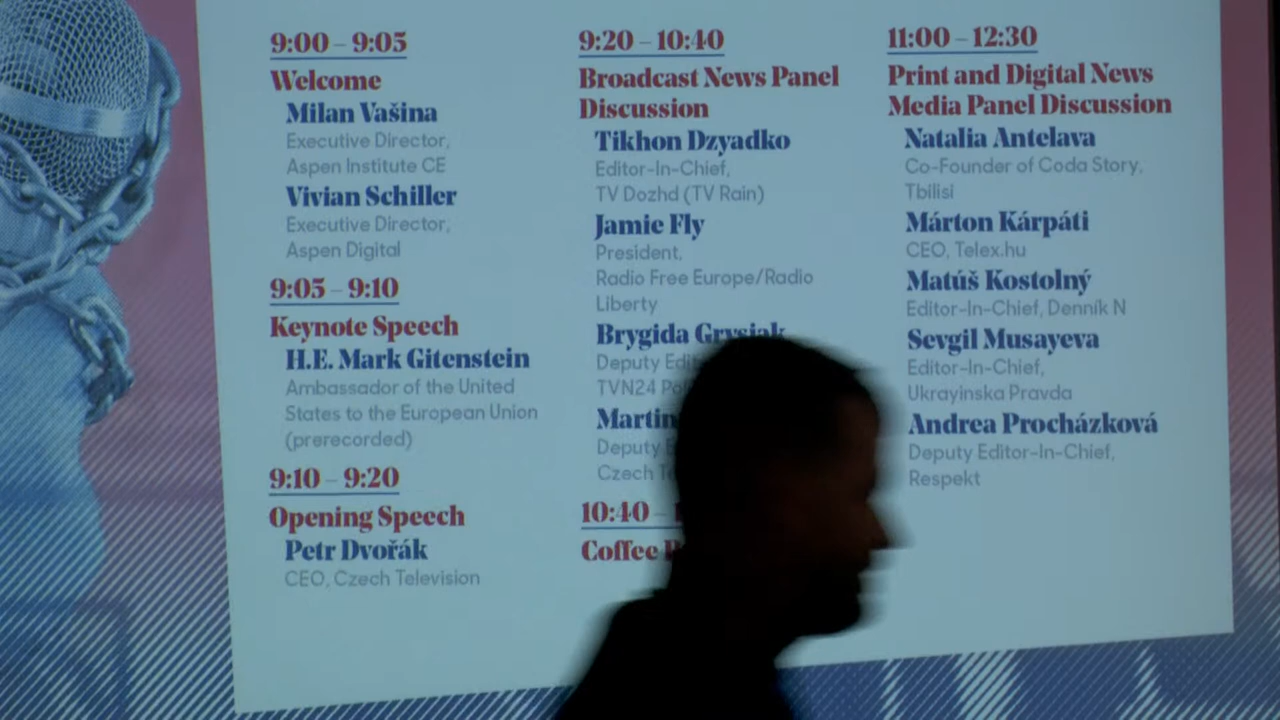 9:00 – 9:05
Welcome
Milan Vašina
Executive Director,
Aspen Institute CE
Vivian Schiller
Executive Director,
Aspen Digital
9:05 – 9:10
Keynote Speech
H.E. Mark Gitenstein
Ambassador of the United
States to the European Union
(prerecorded)
9:10 – 9:20
Opening Speech
Petr Dvořák
CEO, Czech Television
9:20 – 10:40
Broadcast News Panel
Discussion
Tikhon Dzyadko
Editor-In-Chief,
TV Dozhd (TV Rain)
Jamie Fly
President,
Radio Free Europe/Radio
Liberty
Brygida Grysiak
Deputy
TVN24
Martin
Deputy
Czech
10:40 –
Coffee
11:00 – 12:30
Print and Digital News
Media Panel Discussion
Natalia Antelava
Co-Founder of Coda Story,
Tbilisi
Márton Kárpáti
CEO, Telex.hu
Matúš Kostolný
Editor-In-Chief, Denník N
Sevgil Musayeva
Editor-In-Chief,
Ukrayinska Pravda
Andrea Procházková
Deputy Editor-In-Chief,
Respekt